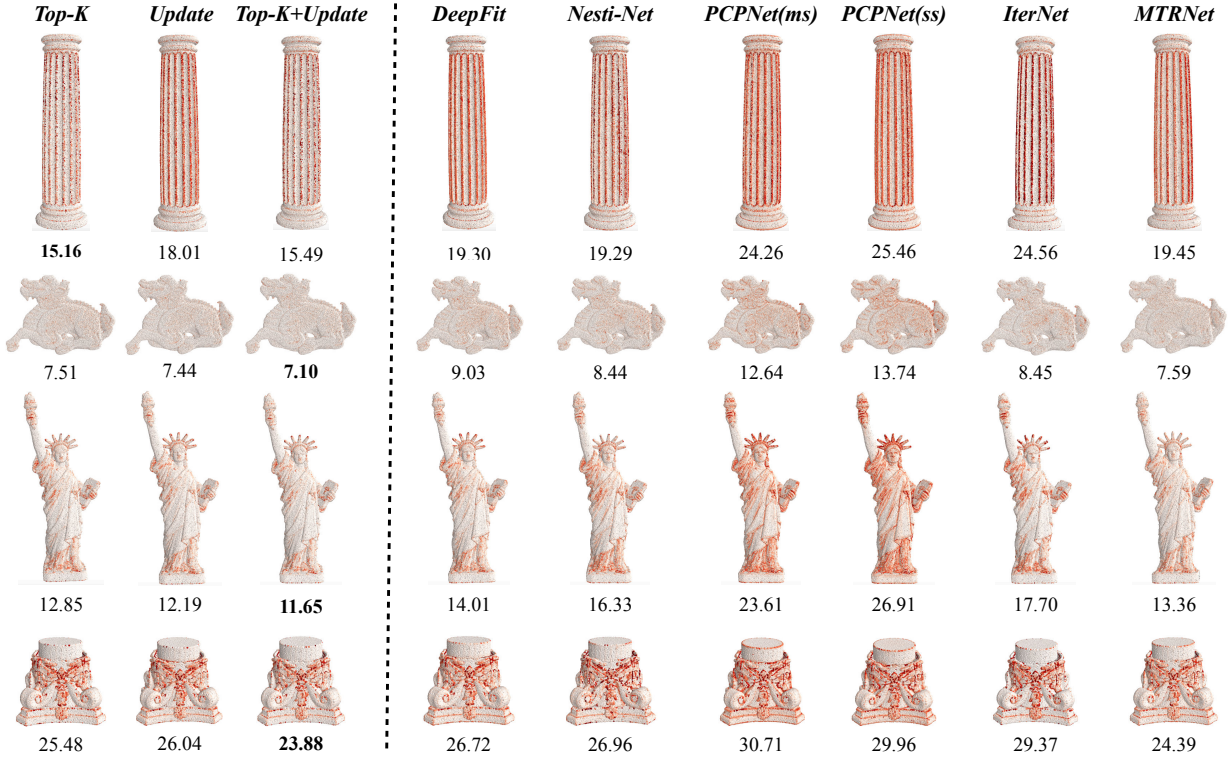 Top-K Update Top-K+Update DeepFit Nesti-Net PCPNet(ms) PCPNet(ss) IterNet MTRNet
15.16 18.01 15.49 19.30 19.29 24.26 25.46 24.56 19.45
7.51 7.44 7.10 9.03 8.44 12.64 13.74 8.45 7.59
12.85 12.19 11.65 14.01 16.33 23.61 26.91 17.70 13.36
25.48 26.04 23.88 26.72 26.96 30.71 29.96 29.37 24.39